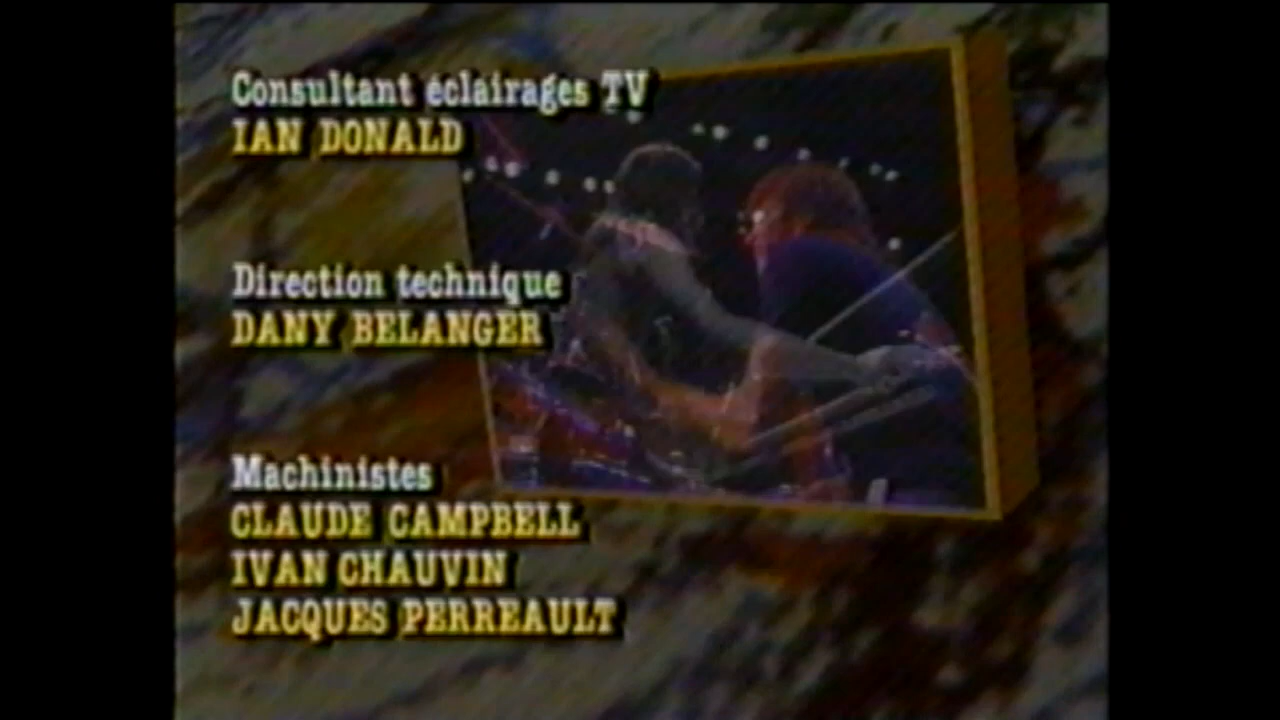 Consultant éclairages TV
IAN DONALD
Direction technique
DANY BELANGER
Machinistes
CLAUDE CAMPBELL
IVAN CHAUVIN
JACQUES PERREAULT